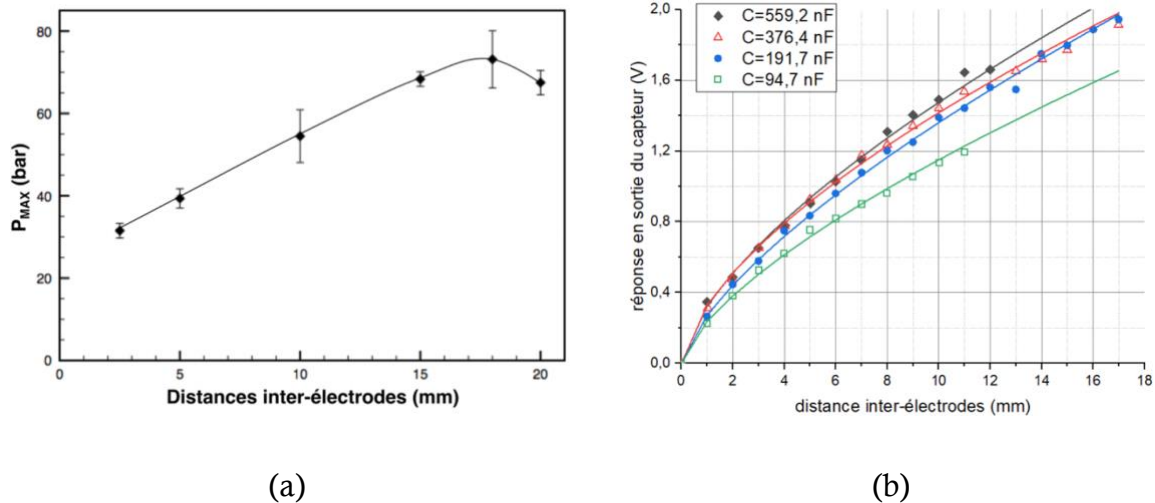 80
60
40
20
0
P_MAX (bar)
0 5 10 15 20
Distances inter-électrodes (mm)
(a)
2,0
1,6
1,2
0,8
0,4
0,0
réponse en sortie du capteur (V)
C=559,2 nF
C=376,4 nF
C=191,7 nF
C=94,7 nF
0 2 4 6 8 10 12 14 16 18
distance inter-électrodes (mm)
(b)